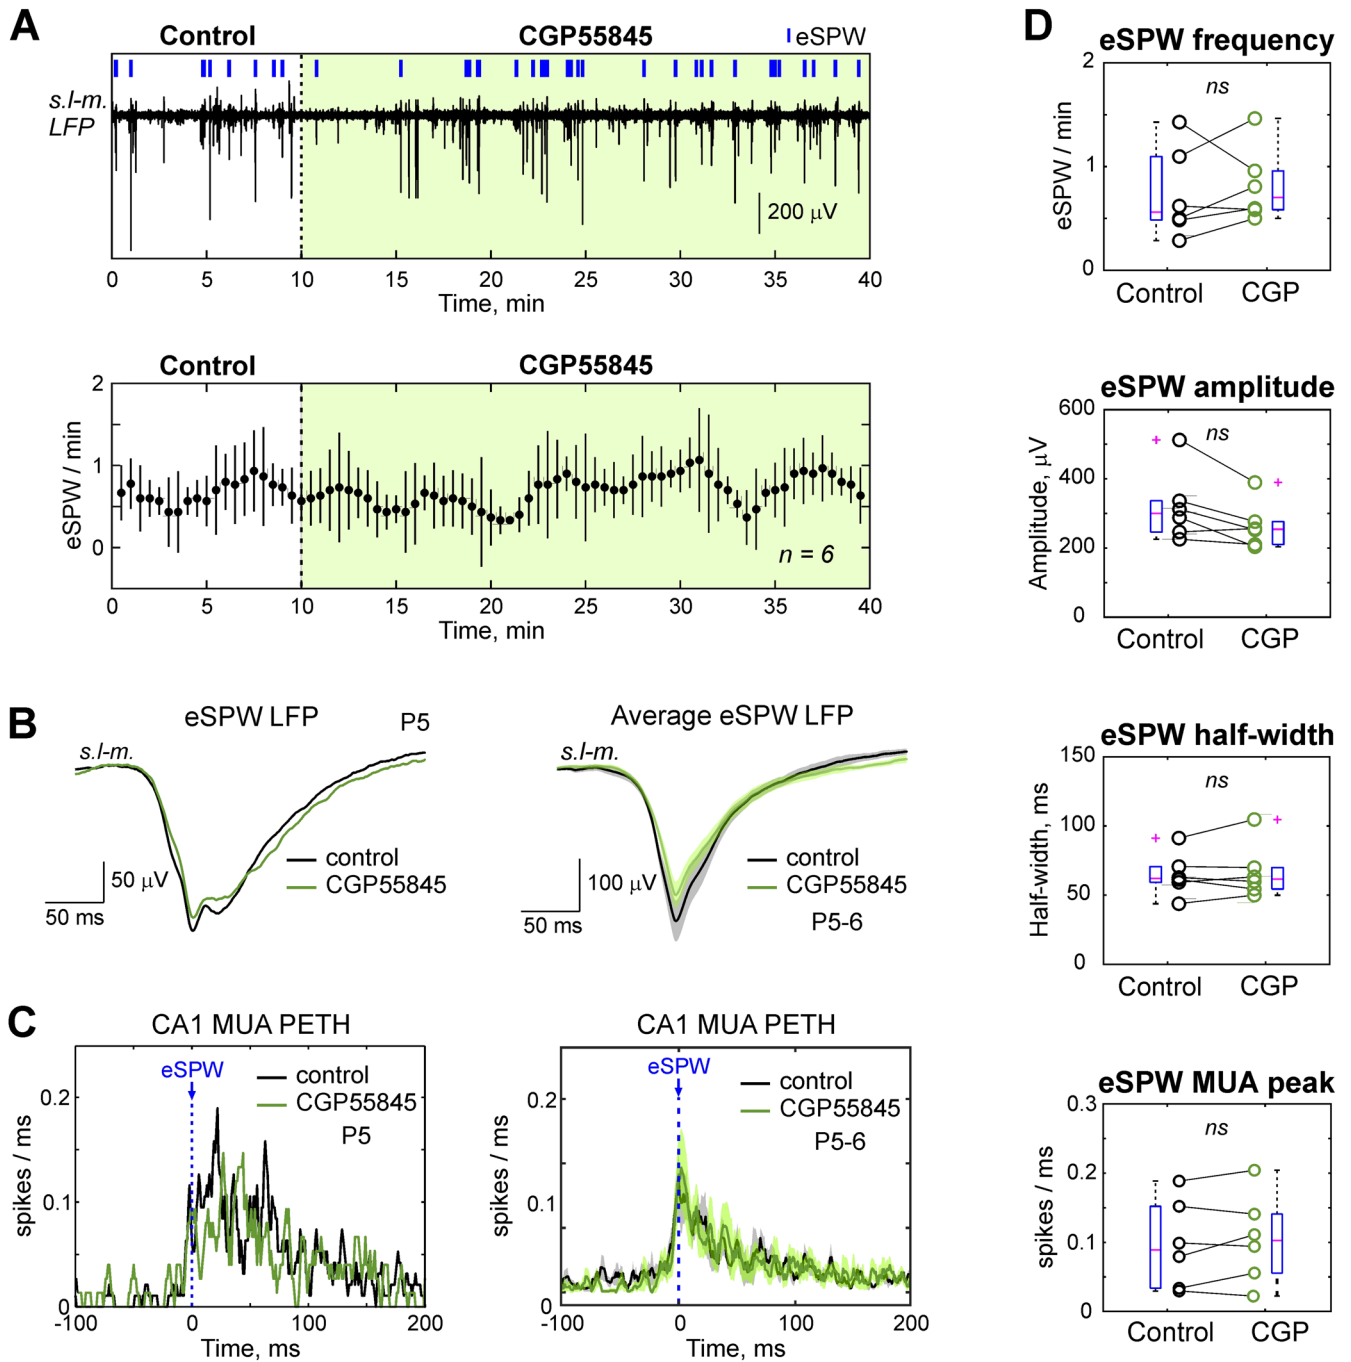 A
Control
CGP55845
eSPW
s.l-m.
LFP
200 µV
0 5 10 15 20 25 30 35 40
Time, min
Control
CGP55845
eSPW / min
2
1
0
n = 6
0 5 10 15 20 25 30 35 40
Time, min
B
eSPW LFP
P5
s.l-m.
control
CGP55845
50 µV
50 ms
Average eSPW LFP
s.l-m.
control
CGP55845
100 µV
50 ms
P5-6
C
CA1 MUA PETH
eSPW
control
CGP55845
P5
spikes / ms
0.2
0.1
0
-100 0 100 200
Time, ms
CA1 MUA PETH
eSPW
control
CGP55845
P5-6
spikes / ms
0.2
0.1
0
-100 0 100 200
Time, ms
D
eSPW frequency
ns
eSPW / min
2
1
0
Control CGP
eSPW amplitude
ns
Amplitude, µV
600
400
200
0
Control CGP
eSPW half-width
ns
Half-width, ms
150
100
50
0
Control CGP
eSPW MUA peak
ns
spikes / ms
0.3
0.2
0.1
0
Control CGP